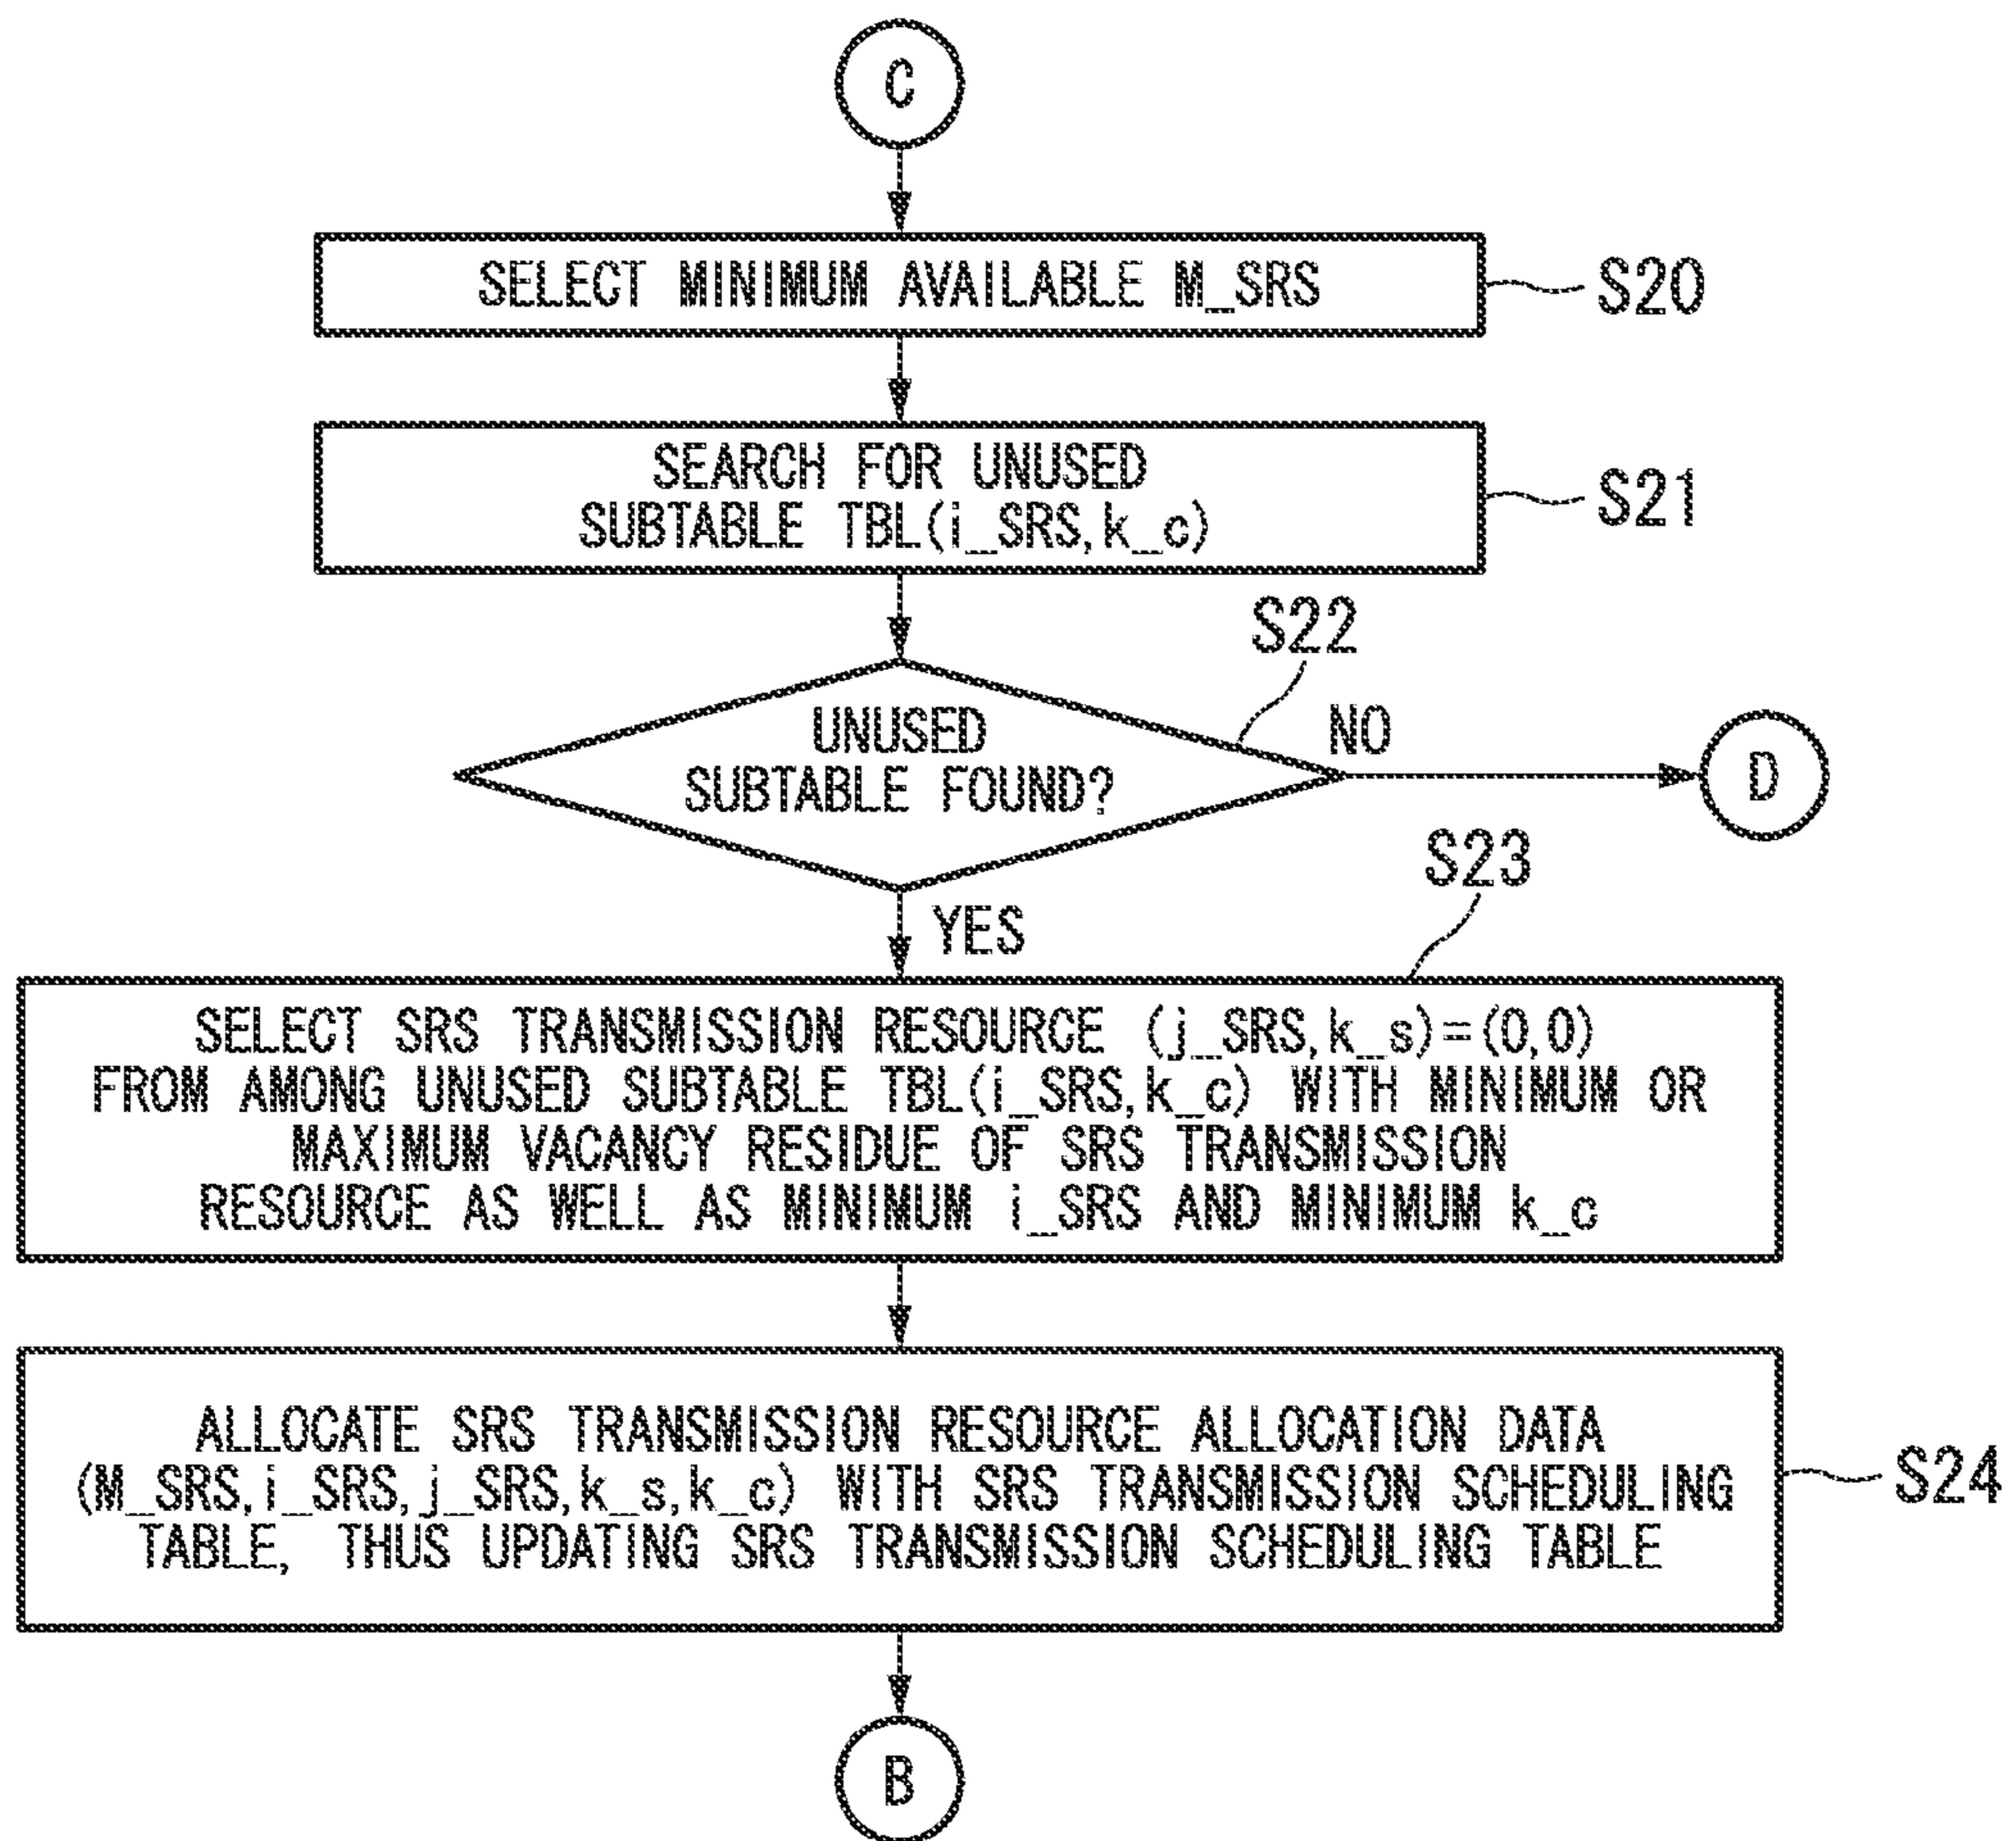 C
SELECT MINIMUM AVAILABLE M_SRS
S20
SEARCH FOR UNUSED
SUBTABLE TBL(i_SRS,k_c)
S21
S22
UNUSED
SUBTABLE FOUND?
NO
D
YES
S23
SELECT SRS TRANSMISSION RESOURCE (j_SRS,k_s)=(0,0)
FROM AMONG UNUSED SUBTABLE TBL(i_SRS,k_c) WITH MINIMUM OR
MAXIMUM VACANCY RESIDUE OF SRS TRANSMISSION
RESOURCE AS WELL AS MINIMUM i_SRS AND MINIMUM k_c
ALLOCATE SRS TRANSMISSION RESOURCE ALLOCATION DATA
(M_SRS,i_SRS,j_SRS,k_s,k_c) WITH SRS TRANSMISSION SCHEDULING
TABLE, THUS UPDATING SRS TRANSMISSION SCHEDULING TABLE
S24
B